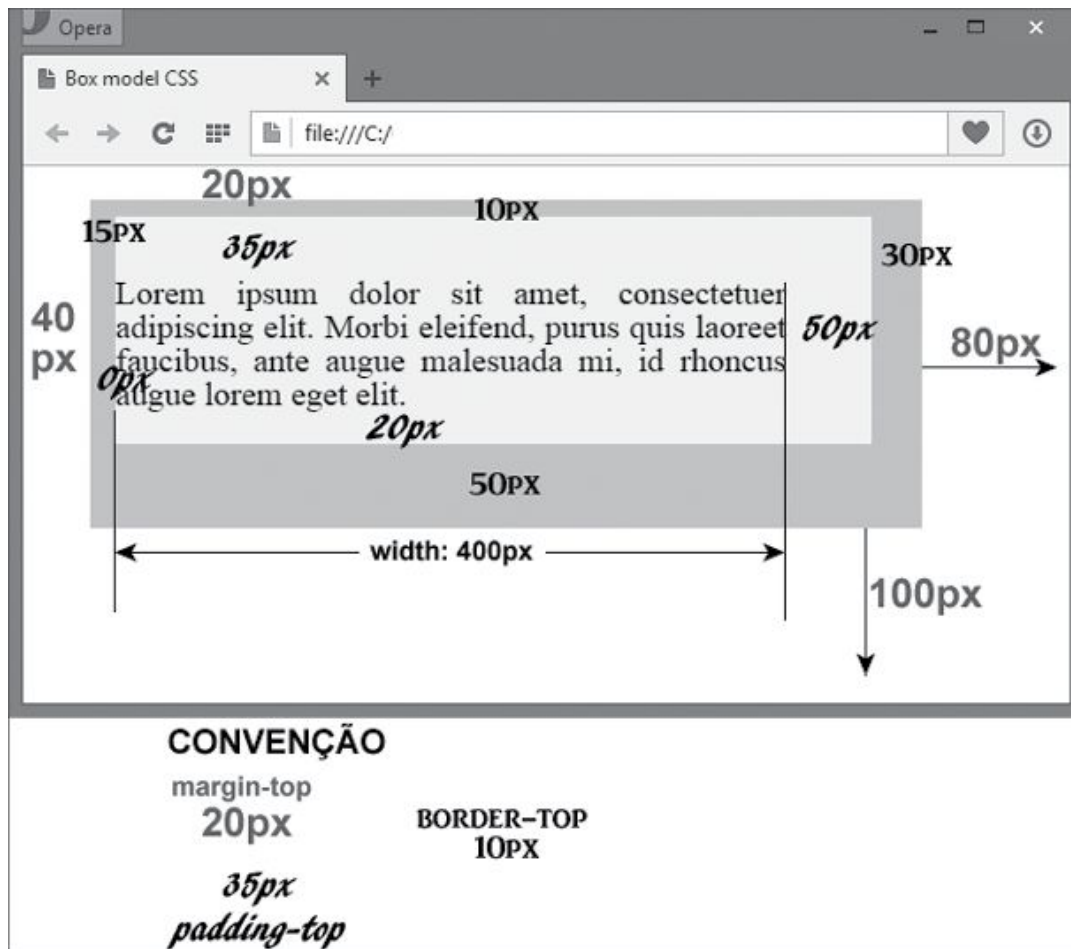 Opera
Box model CSS
file:///C:/
20px
10PX
15PX
35px
30PX
Lorem ipsum dolor sit amet, consectetuer
adipiscing elit. Morbi eleifend, purus quis laoreet
faucibus, ante augue malesuada mi, id rhoncus
augue lorem eget elit.
40
px
50px
80px
0px
20px
50PX
width: 400px
100px
CONVENÇÃO
margin-top
20px
BORDER-TOP
10PX
35px
padding-top